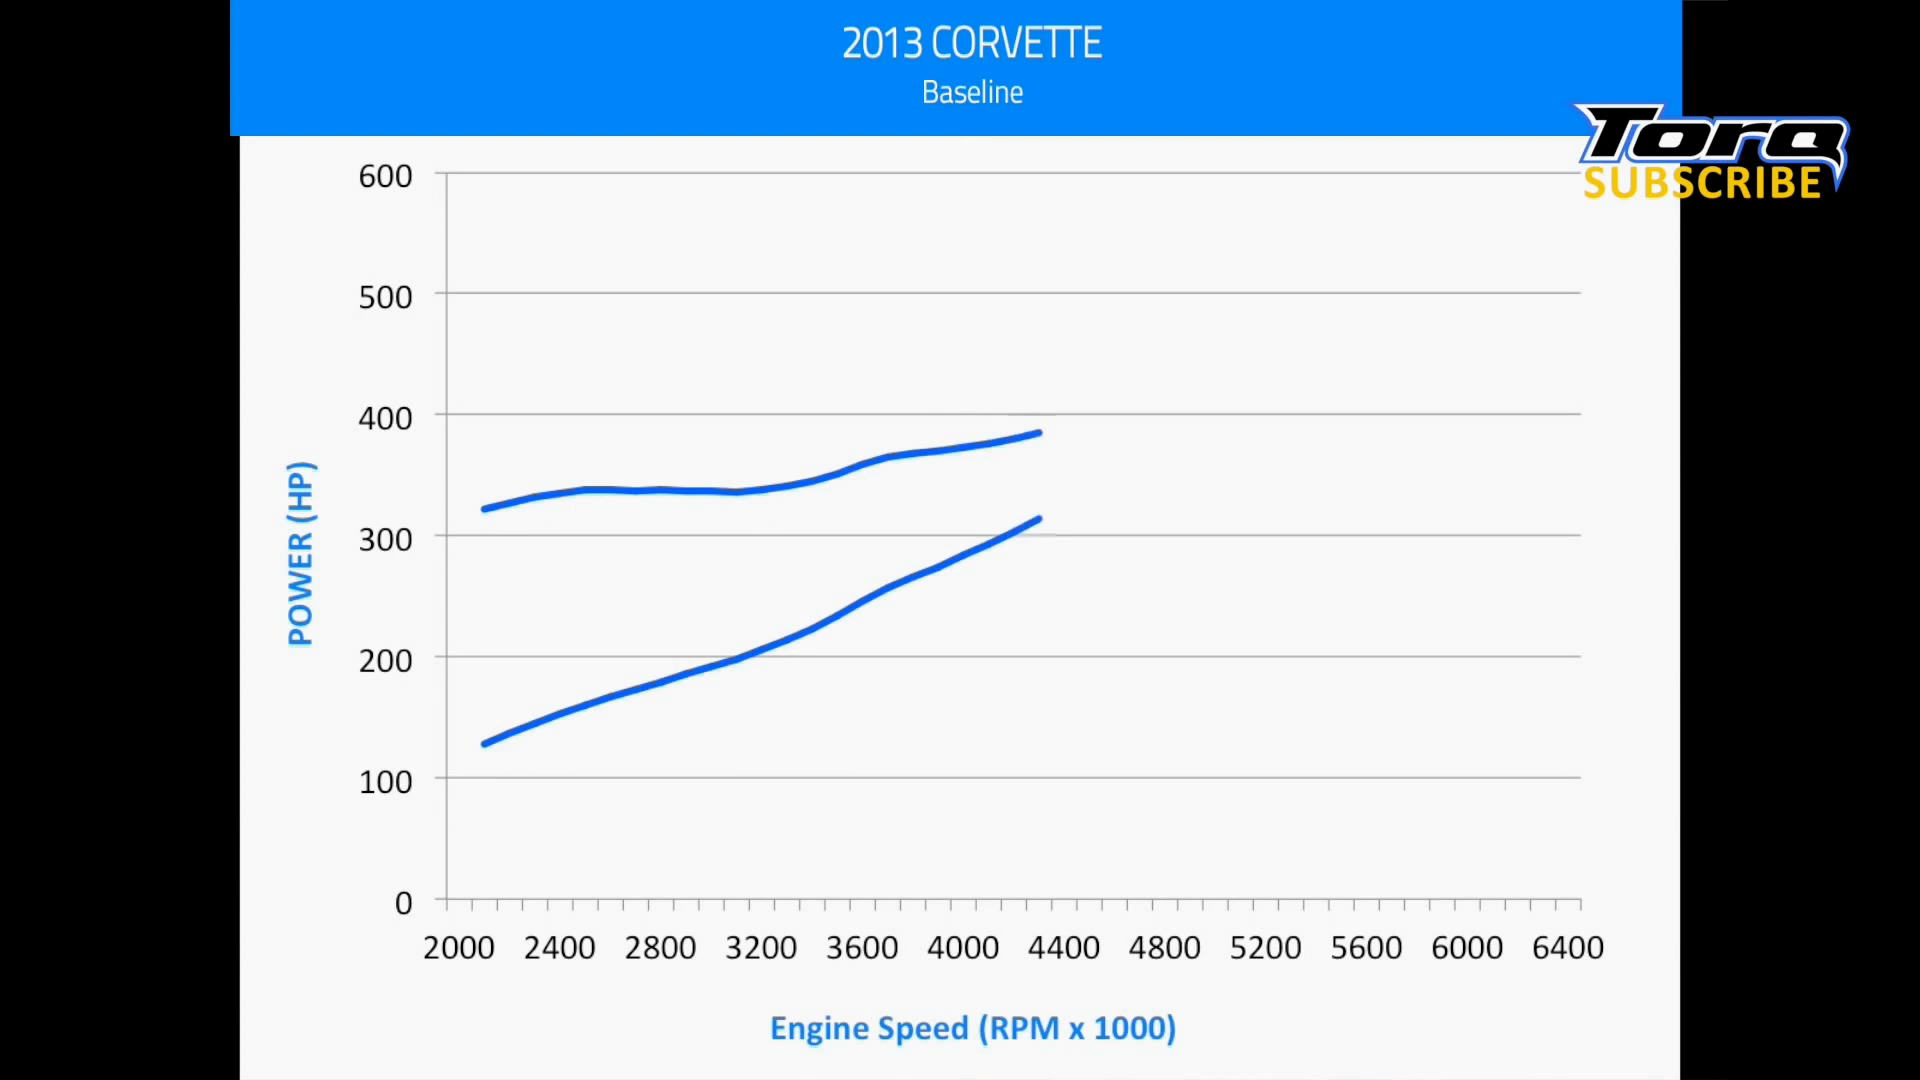 2013 CORVETTE
Baseline
Torq
SUBSCRIBE
600
500
400
300
200
100
0
POWER (HP)
2000 2400 2800 3200 3600 4000 4400 4800 5200 5600 6000 6400
Engine Speed (RPM x 1000)